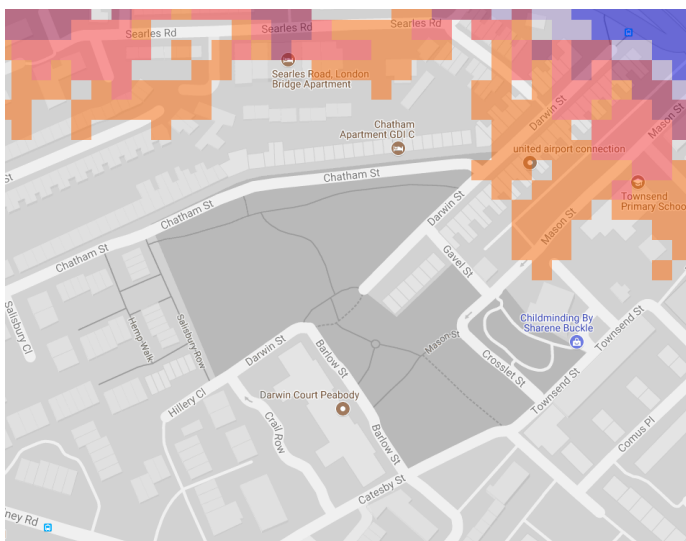 Searles Rd
Searles Rd
Searles Rd
Searles Road, London
Bridge Apartment
Chatham
Apartment GDI C
Darwin St
Mason St
united airport connection
Chatham St
St
Townsend
Primary School
Darwin St
Chatham St
Mason St
Chatham St
Gavel St
Salisbury Cl
Hemp Walk
Salisbury Row
Childminding By
Sharene Buckle
Townsend St
Darwin St
Barlow St
Mason St
Crosslet St
Hillery Cl
Darwin Court Peabody
Townsend St
Crail Row
Barlow St
Comus Pl
Catesby St
ney Rd